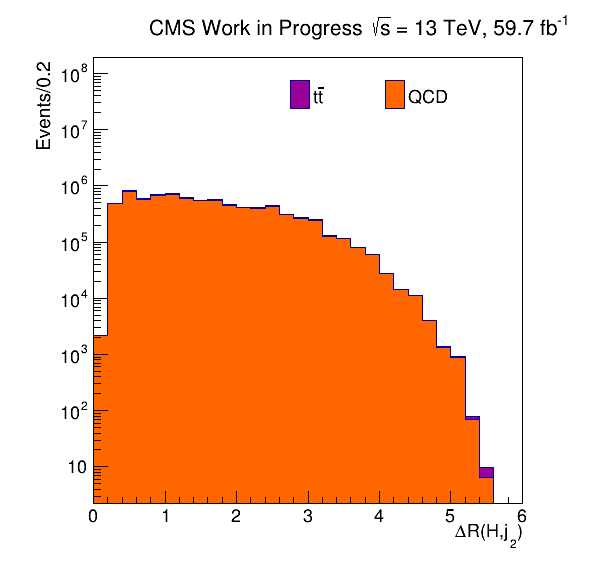 CMS Work in Progress √s = 13 TeV, 59.7 fb⁻¹
Events/0.2
tt̄ QCD
10⁸
10⁷
10⁶
10⁵
10⁴
10³
10²
10
0 1 2 3 4 5 6
ΔR(H,j₂)